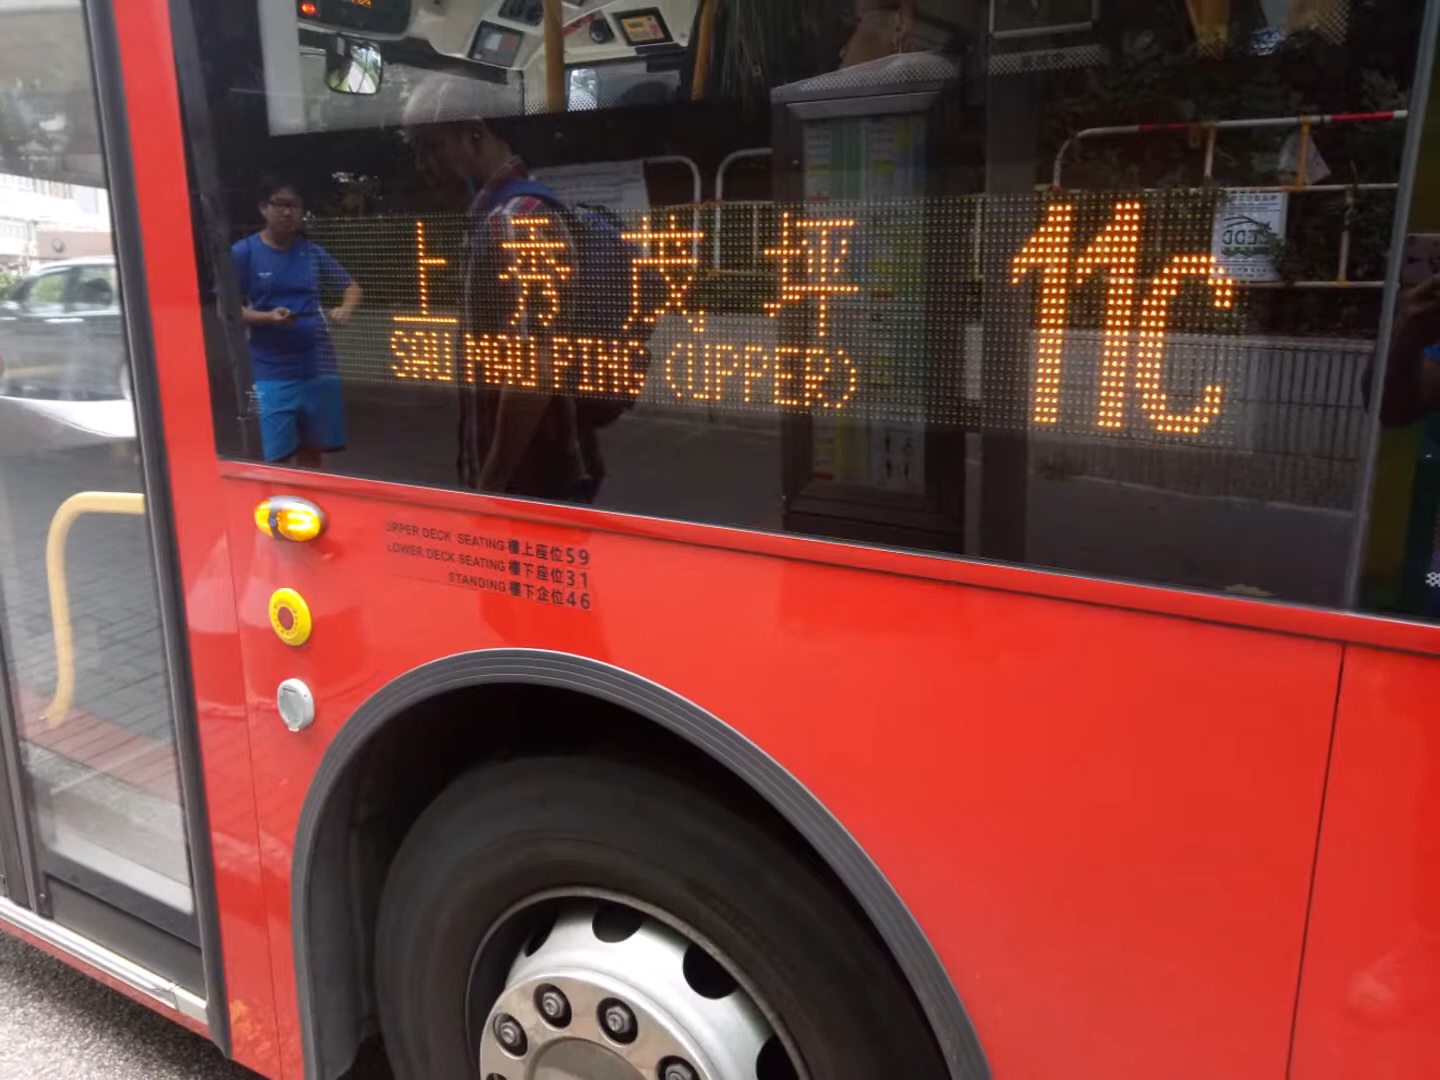 上秀茂坪
SAU MAU PING (UPPER)
11C
UPPER DECK SEATING 樓上座位 59
LOWER DECK SEATING 樓下座位 31
STANDING 樓下企位 46
CEDD